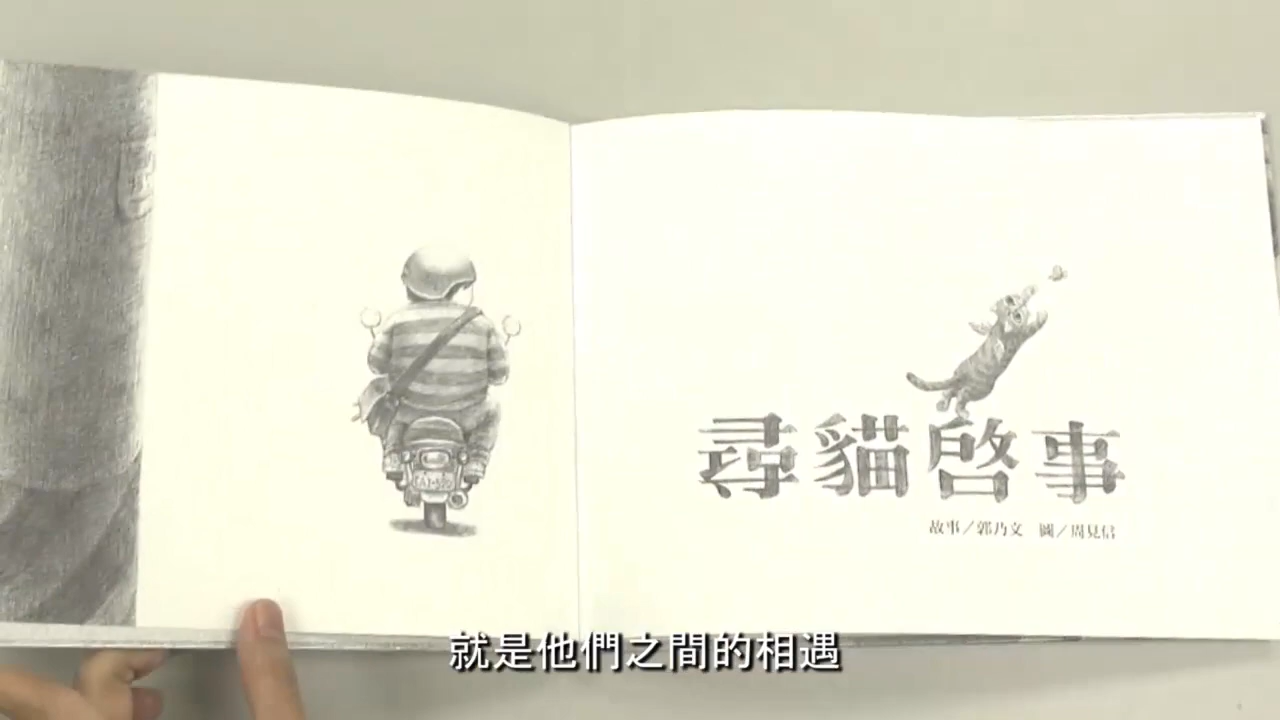 尋貓啓事
故事／郭乃文 圖／周見信
就是他們之間的相遇